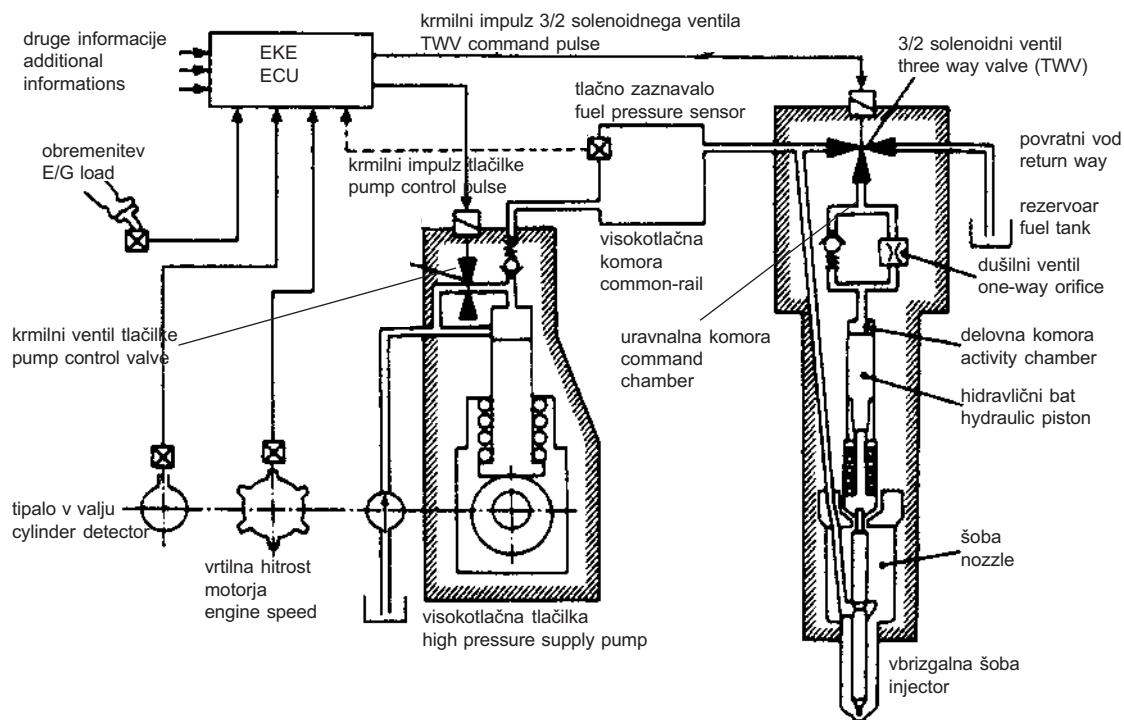 krmilni impulz 3/2 solenoidnega ventila
TWV command pulse
druge informacije
additional
informations
EKE
ECU
3/2 solenoidni ventil
three way valve (TWV)
tlačno zaznavalo
fuel pressure sensor
obremenitev
E/G load
krmilni impulz tlačilke
pump control pulse
povratni vod
return way
rezervoar
fuel tank
visokotlačna
komora
common-rail
dušilni ventil
one-way orifice
krmilni ventil tlačilke
pump control valve
uravnalna komora
command
chamber
delovna komora
activity chamber
hidravlični bat
hydraulic piston
tipalo v valju
cylinder detector
vrtilna hitrost
motorja
engine speed
šoba
nozzle
visokotlačna tlačilka
high pressure supply pump
vbrizgalna šoba
injector